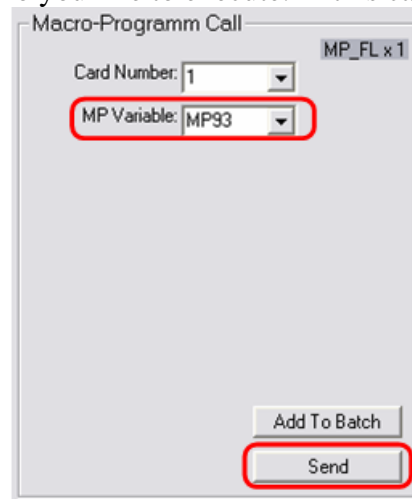 Macro-Programm Call
MP_FL x 1
Card Number: 1
MP Variable: MP93
Add To Batch
Send